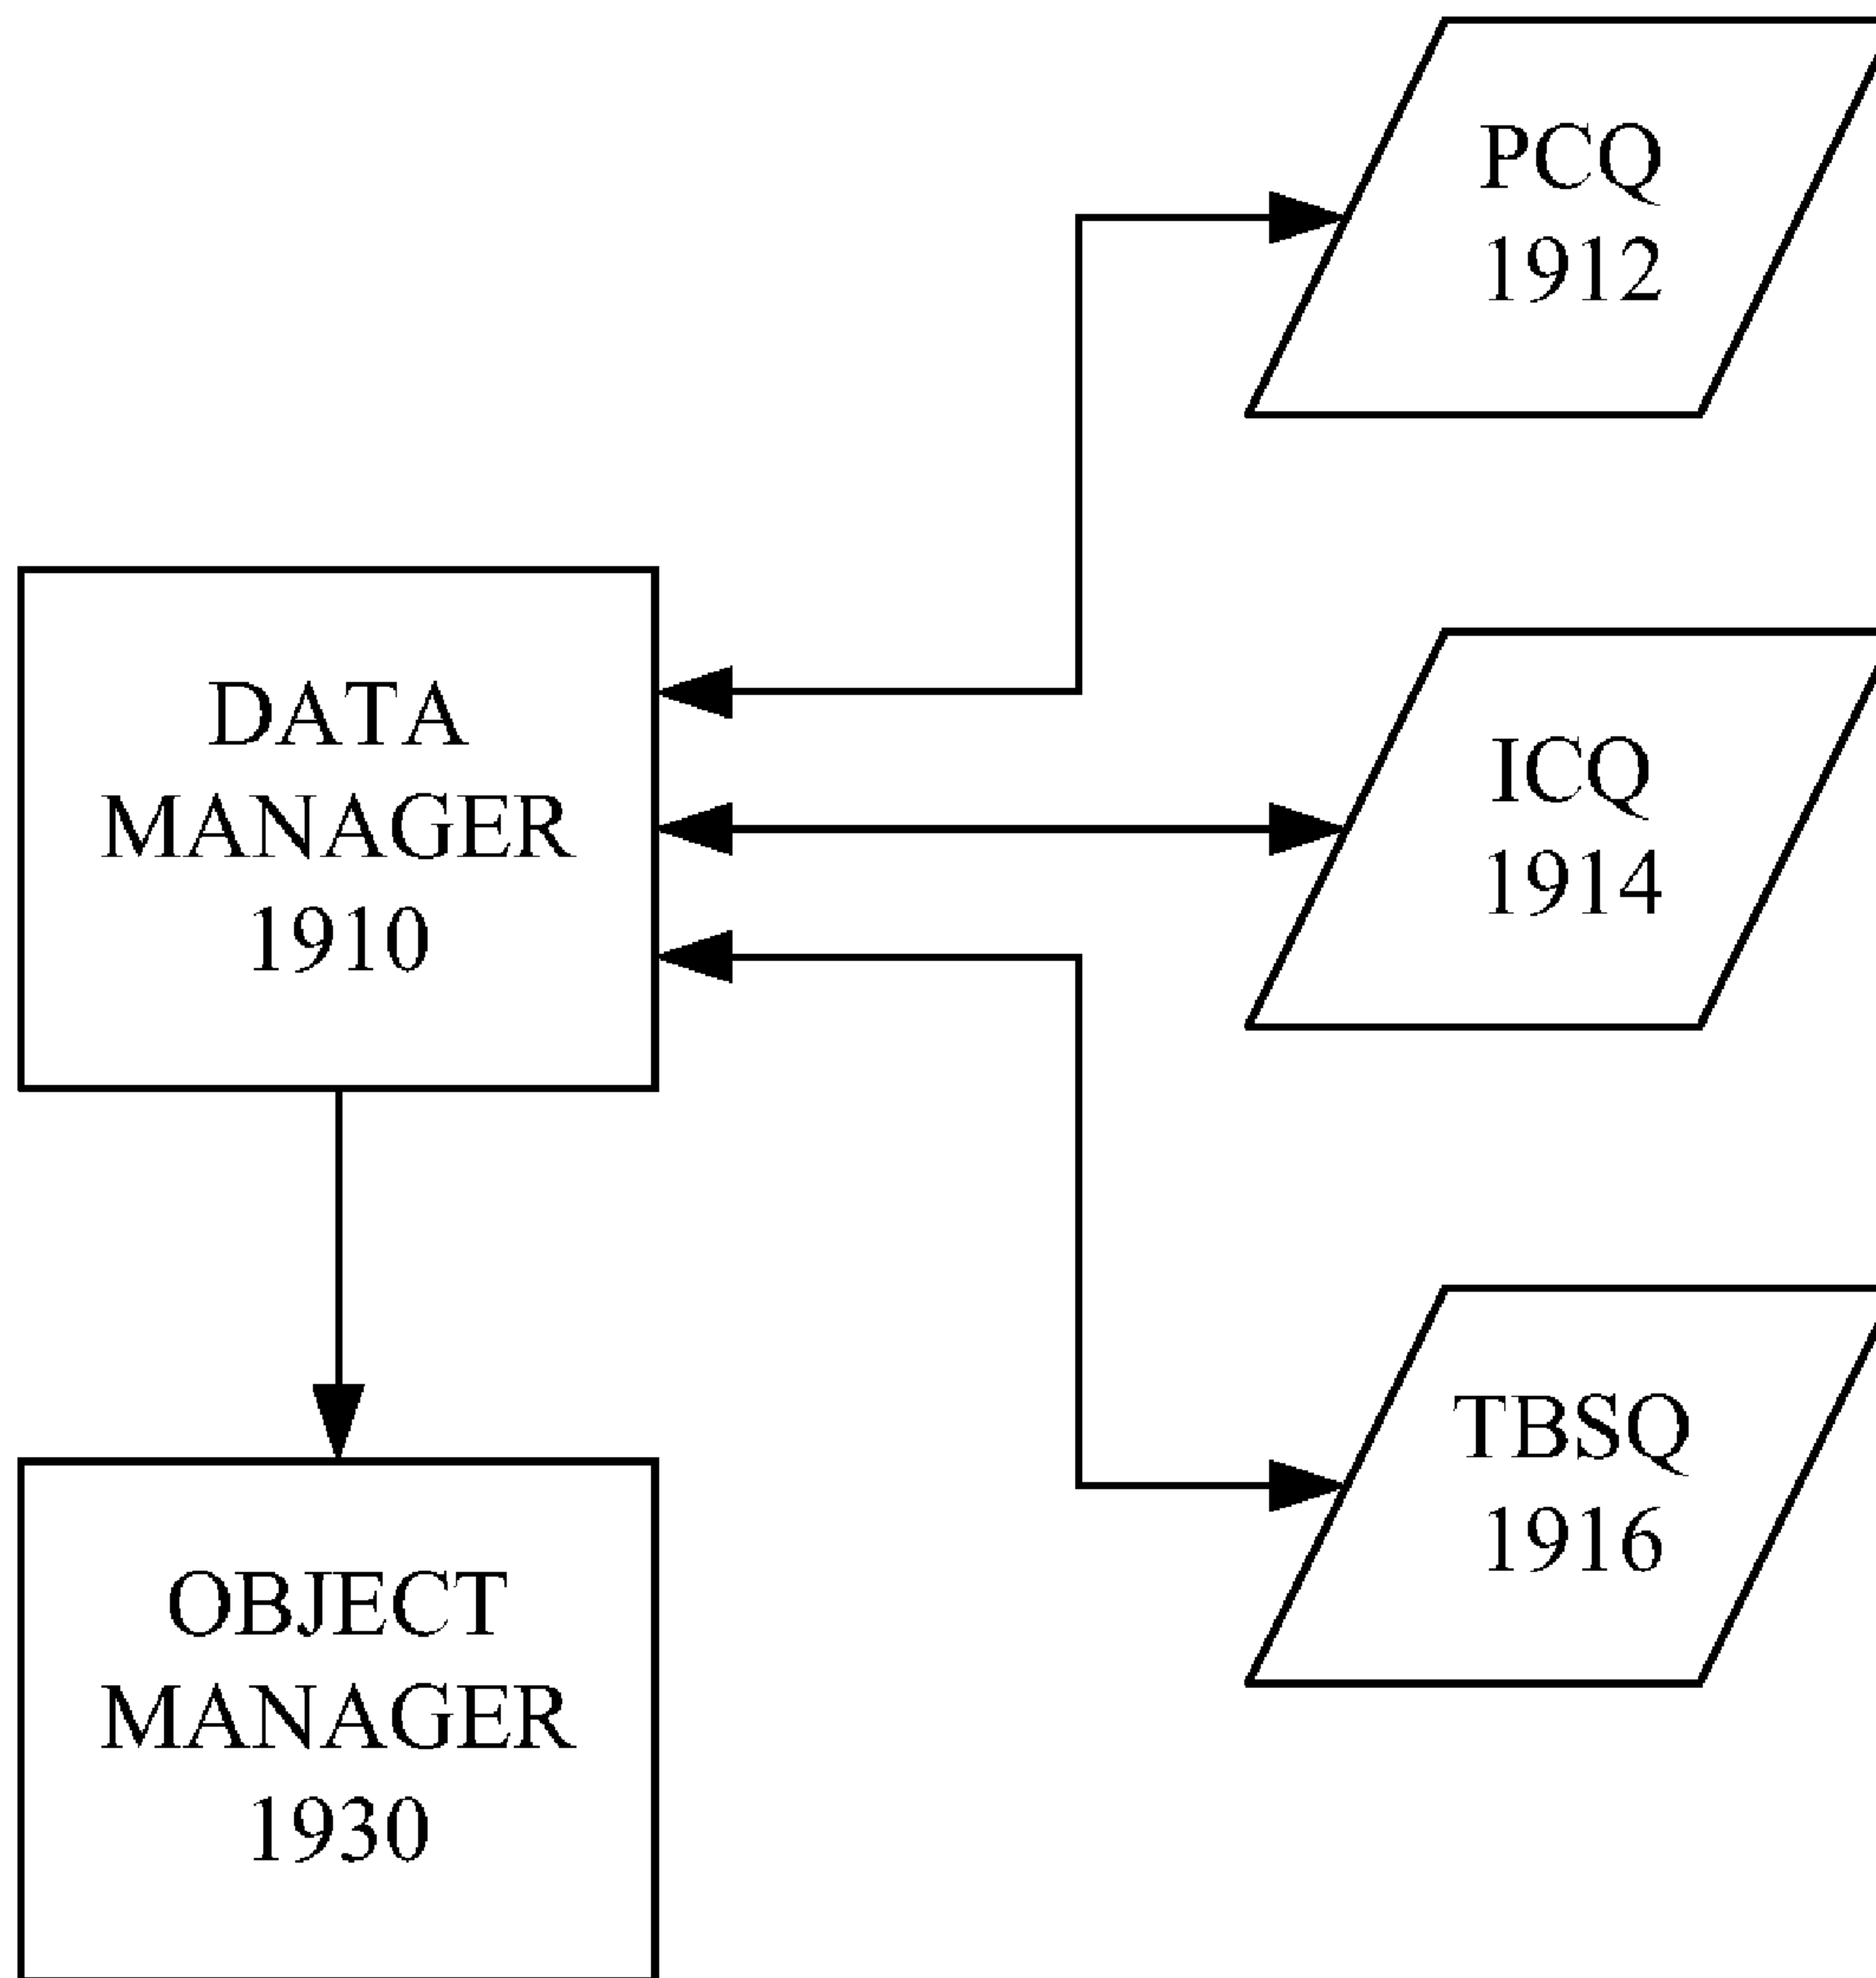 PCQ
1912
DATA
MANAGER
1910
ICQ
1914
TBSQ
1916
OBJECT
MANAGER
1930